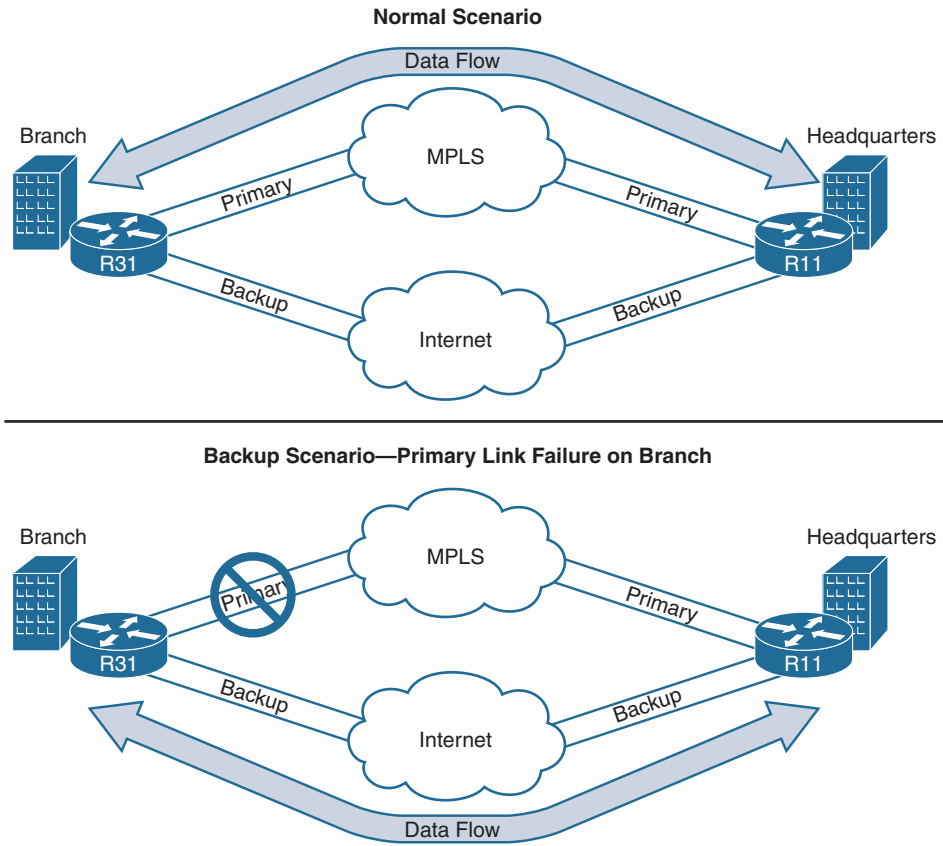 Normal Scenario
Data Flow
Branch
Headquarters
MPLS
Primary
Primary
R31
R11
Backup
Backup
Internet
Backup Scenario—Primary Link Failure on Branch
Branch
Headquarters
MPLS
Primary
Primary
R31
R11
Backup
Backup
Internet
Data Flow